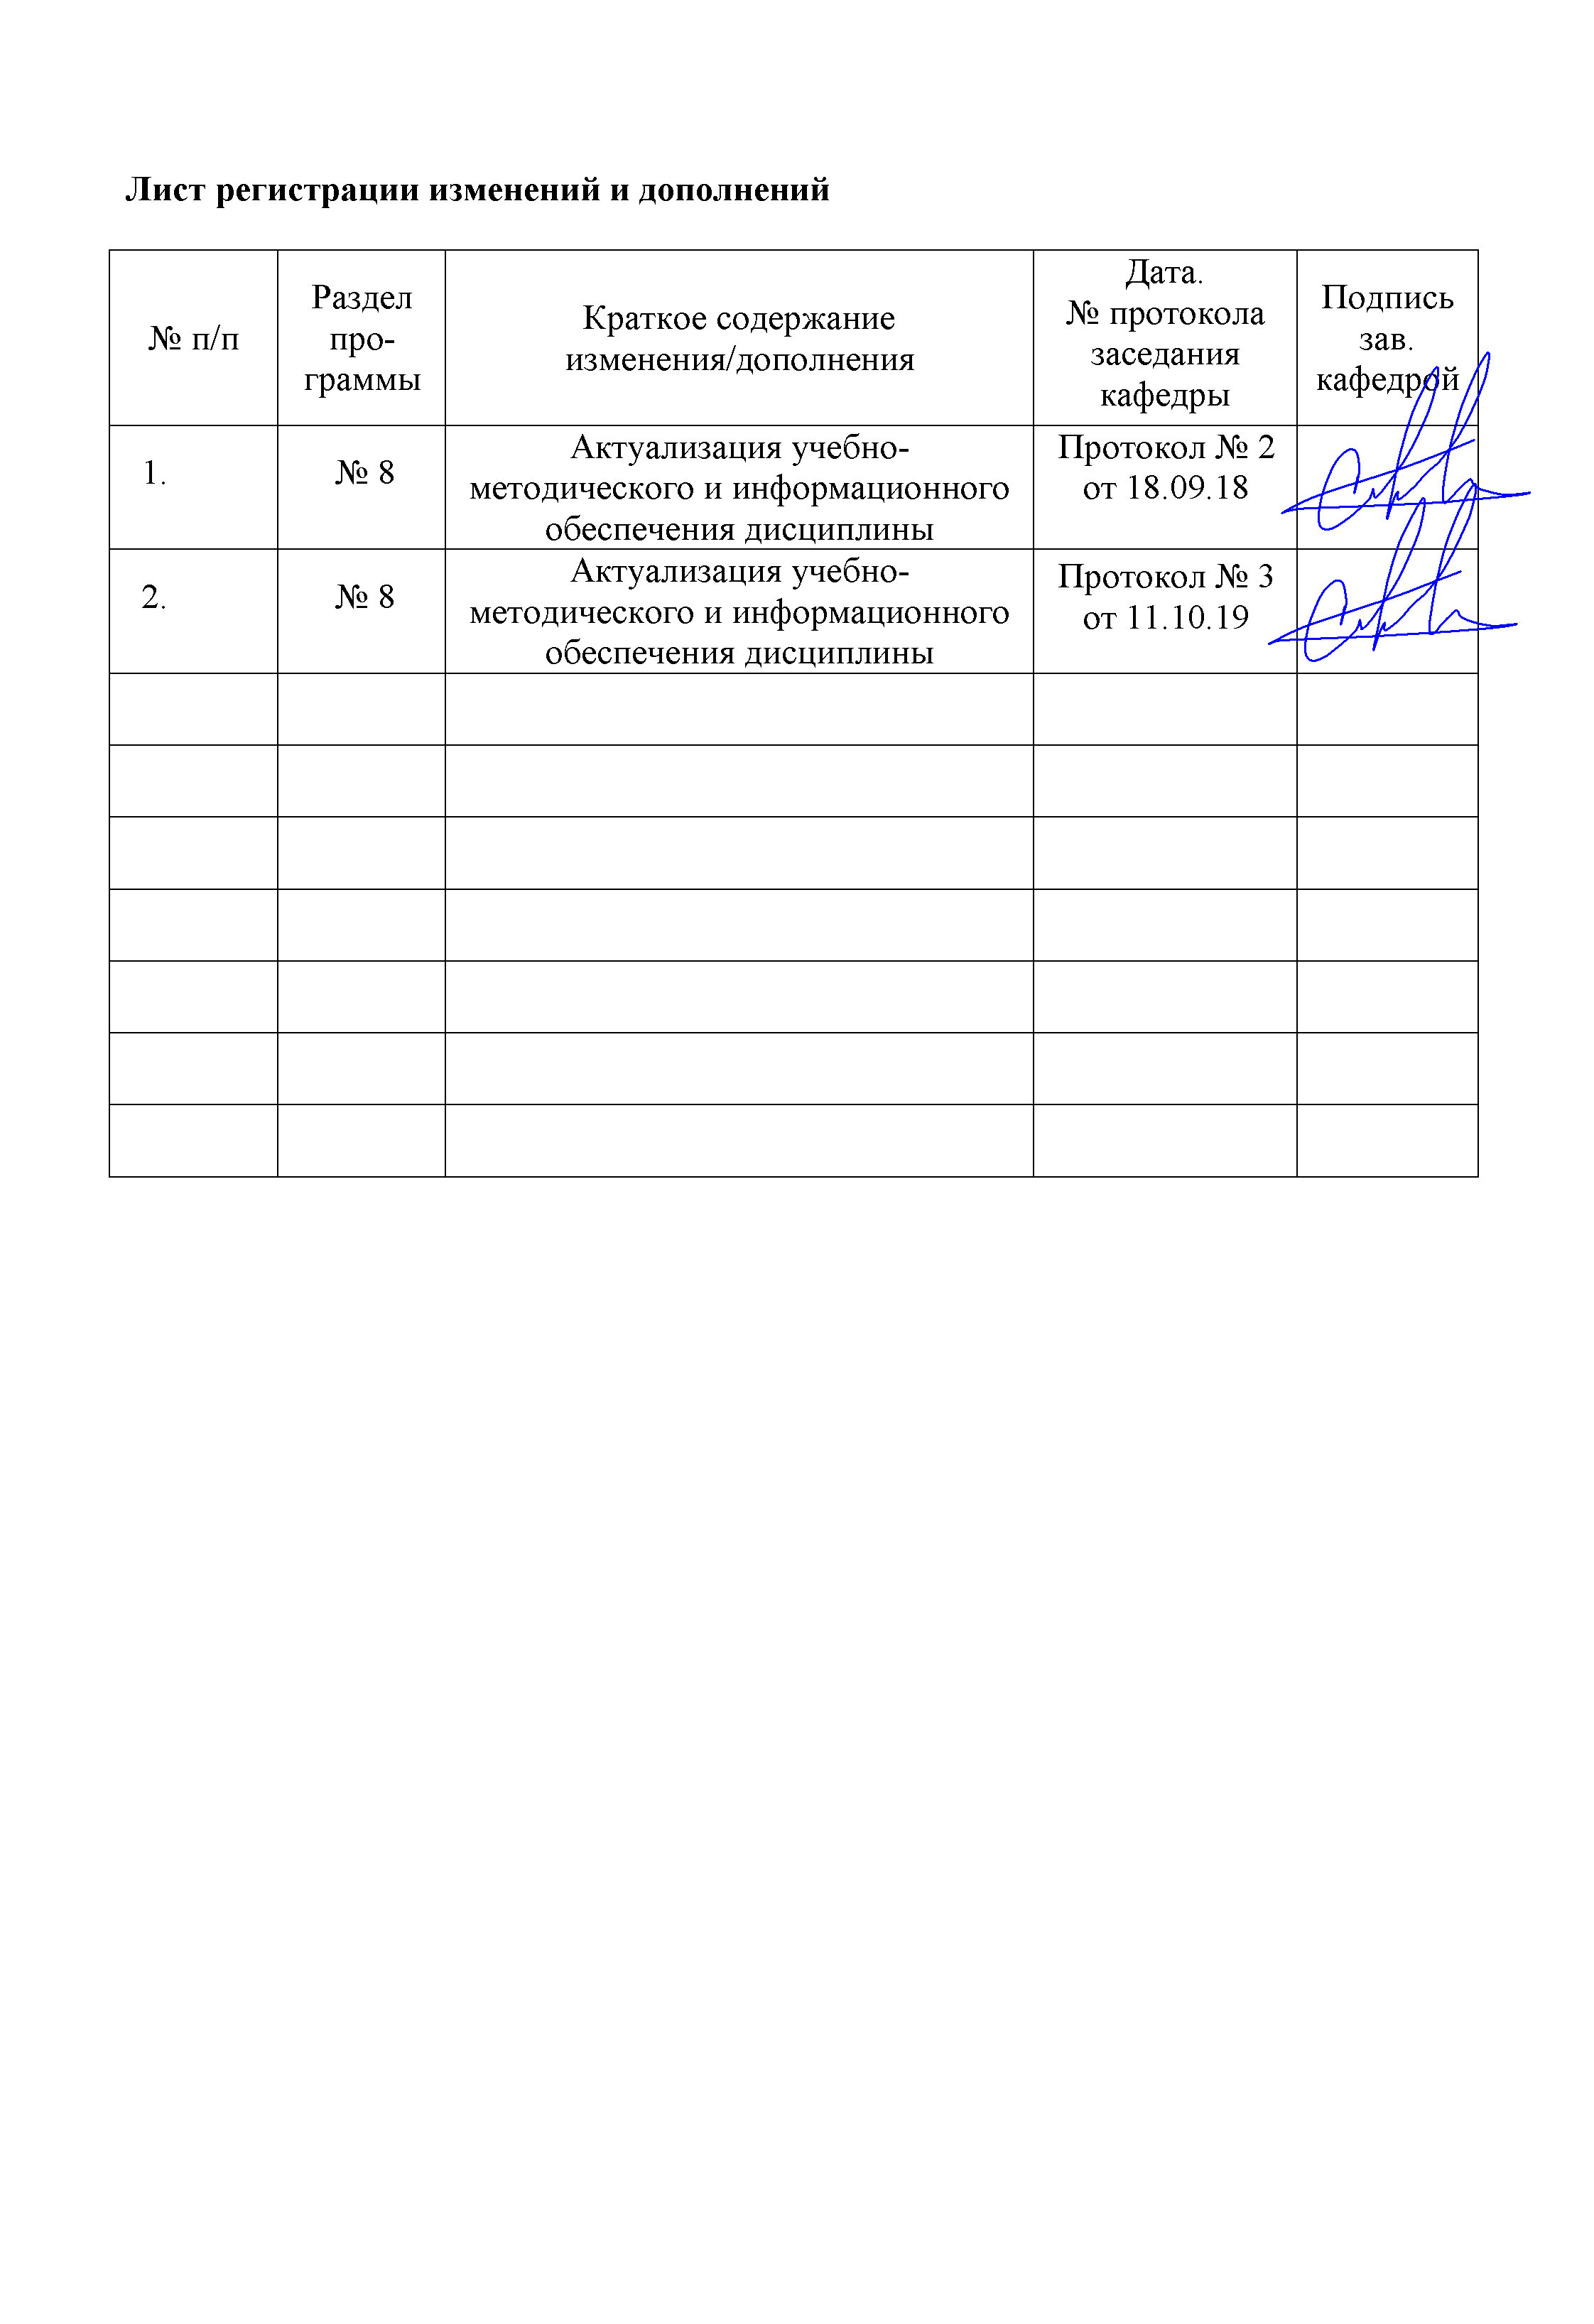 Лист регистрации изменений и дополнений
№ п/п
Раздел
про-
граммы
Краткое содержание
изменения/дополнения
Дата.
№ протокола
заседания
кафедры
Подпись
зав.
кафедрой
1.
№ 8
Актуализация учебно-
методического и информационного
обеспечения дисциплины
Протокол № 2
от 18.09.18
2.
№ 8
Актуализация учебно-
методического и информационного
обеспечения дисциплины
Протокол № 3
от 11.10.19